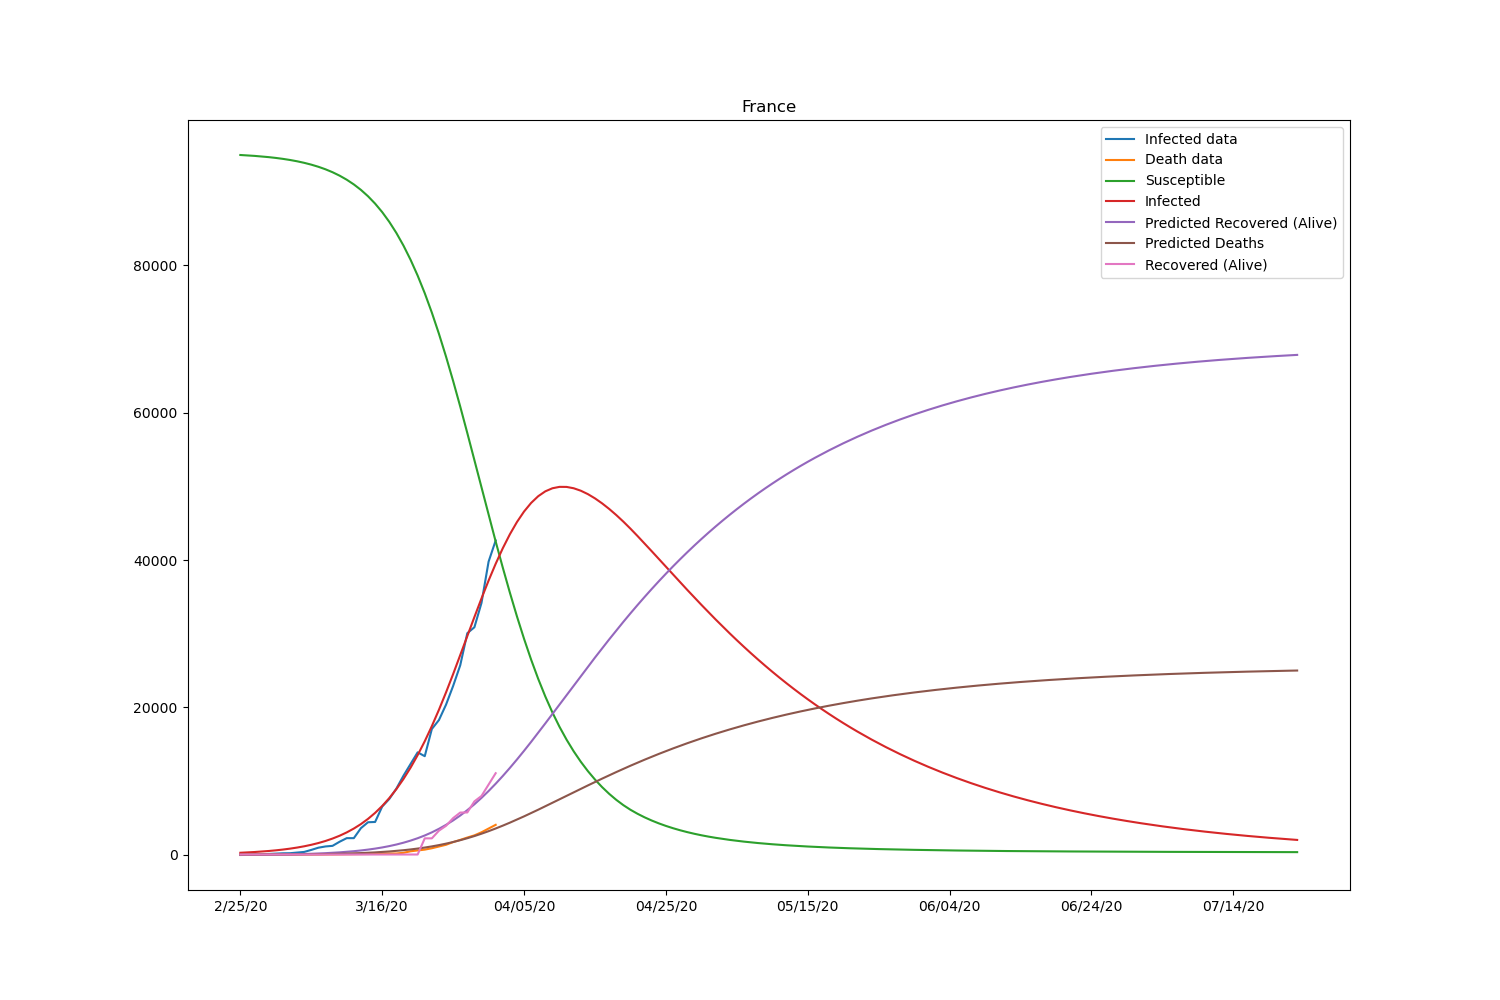 France
Infected data
Death data
Susceptible
Infected
Predicted Recovered (Alive)
Predicted Deaths
Recovered (Alive)
80000
60000
40000
20000
0
2/25/20 3/16/20 04/05/20 04/25/20 05/15/20 06/04/20 06/24/20 07/14/20